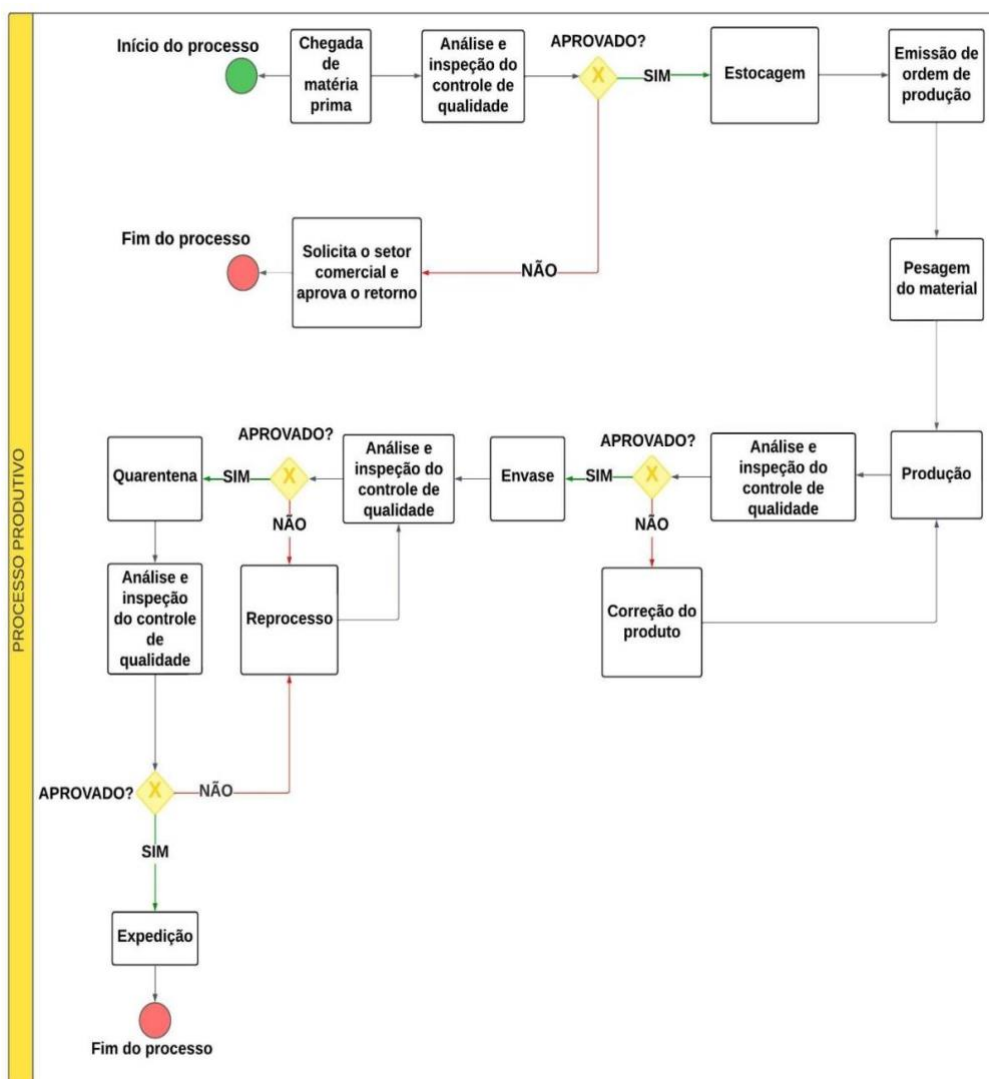 PROCESSO PRODUTIVO
Início do processo
Chegada
de
matéria
prima
Análise e
inspeção do
controle de
qualidade
APROVADO?
X
SIM
Estocagem
Emissão de
ordem de
produção
Fim do processo
Solicita o setor
comercial e
aprova o retorno
NÃO
Pesagem
do material
Produção
Análise e
inspeção do
controle de
qualidade
APROVADO?
X
SIM
NÃO
Correção do
produto
Envase
Análise e
inspeção do
controle de
qualidade
APROVADO?
X
SIM
NÃO
Reprocesso
Quarentena
Análise e
inspeção
do controle
de
qualidade
APROVADO?
X
NÃO
SIM
Expedição
Fim do processo